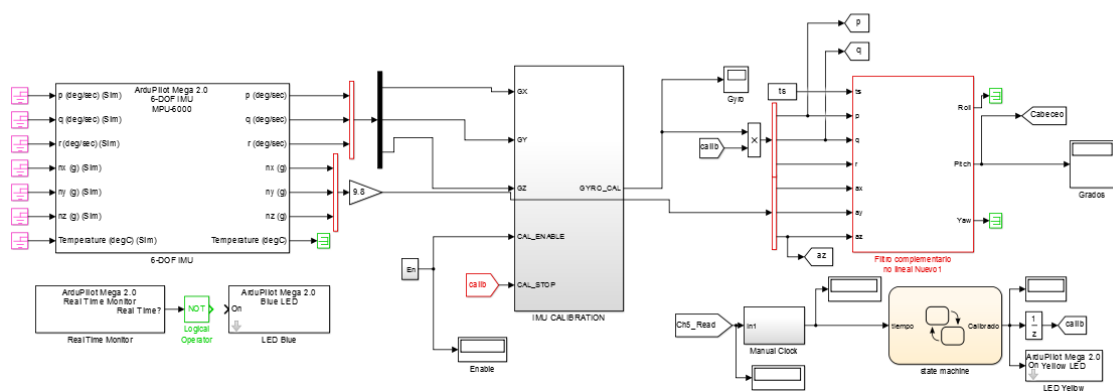 ArduPilot Mega 2.0
6-DOF IMU
MPU-6000
p (deg/sec) (Sim)
q (deg/sec) (Sim)
r (deg/sec) (Sim)
nx (g) (Sim)
ny (g) (Sim)
nz (g) (Sim)
Temperature (degC) (Sim)
p (deg/sec)
q (deg/sec)
r (deg/sec)
nx (g)
ny (g)
nz (g)
Temperature (degC)
6-DOF IMU
9.8
GX
GY
GZ
CAL_ENABLE
CAL_STOP
GYRO_CAL
IMU CALIBRATION
En
calib
Enable
Gyro
calib
×
ts
p
q
ts
p
q
r
ax
ay
az
Roll
Pitch
Yaw
Filtro complementario
no lineal Nuevo1
az
Cabeceo
Grados
ArduPilot Mega 2.0
Real Time Monitor
Real Time?
Real Time Monitor
NOT
Logical
Operator
ArduPilot Mega 2.0
Blue LED
On
LED Blue
Ch5_Read
In1
Manual Clock
tiempo
Calibrado
state machine
1
z
calib
ArduPilot Mega 2.0
Yellow LED
On
LED Yellow